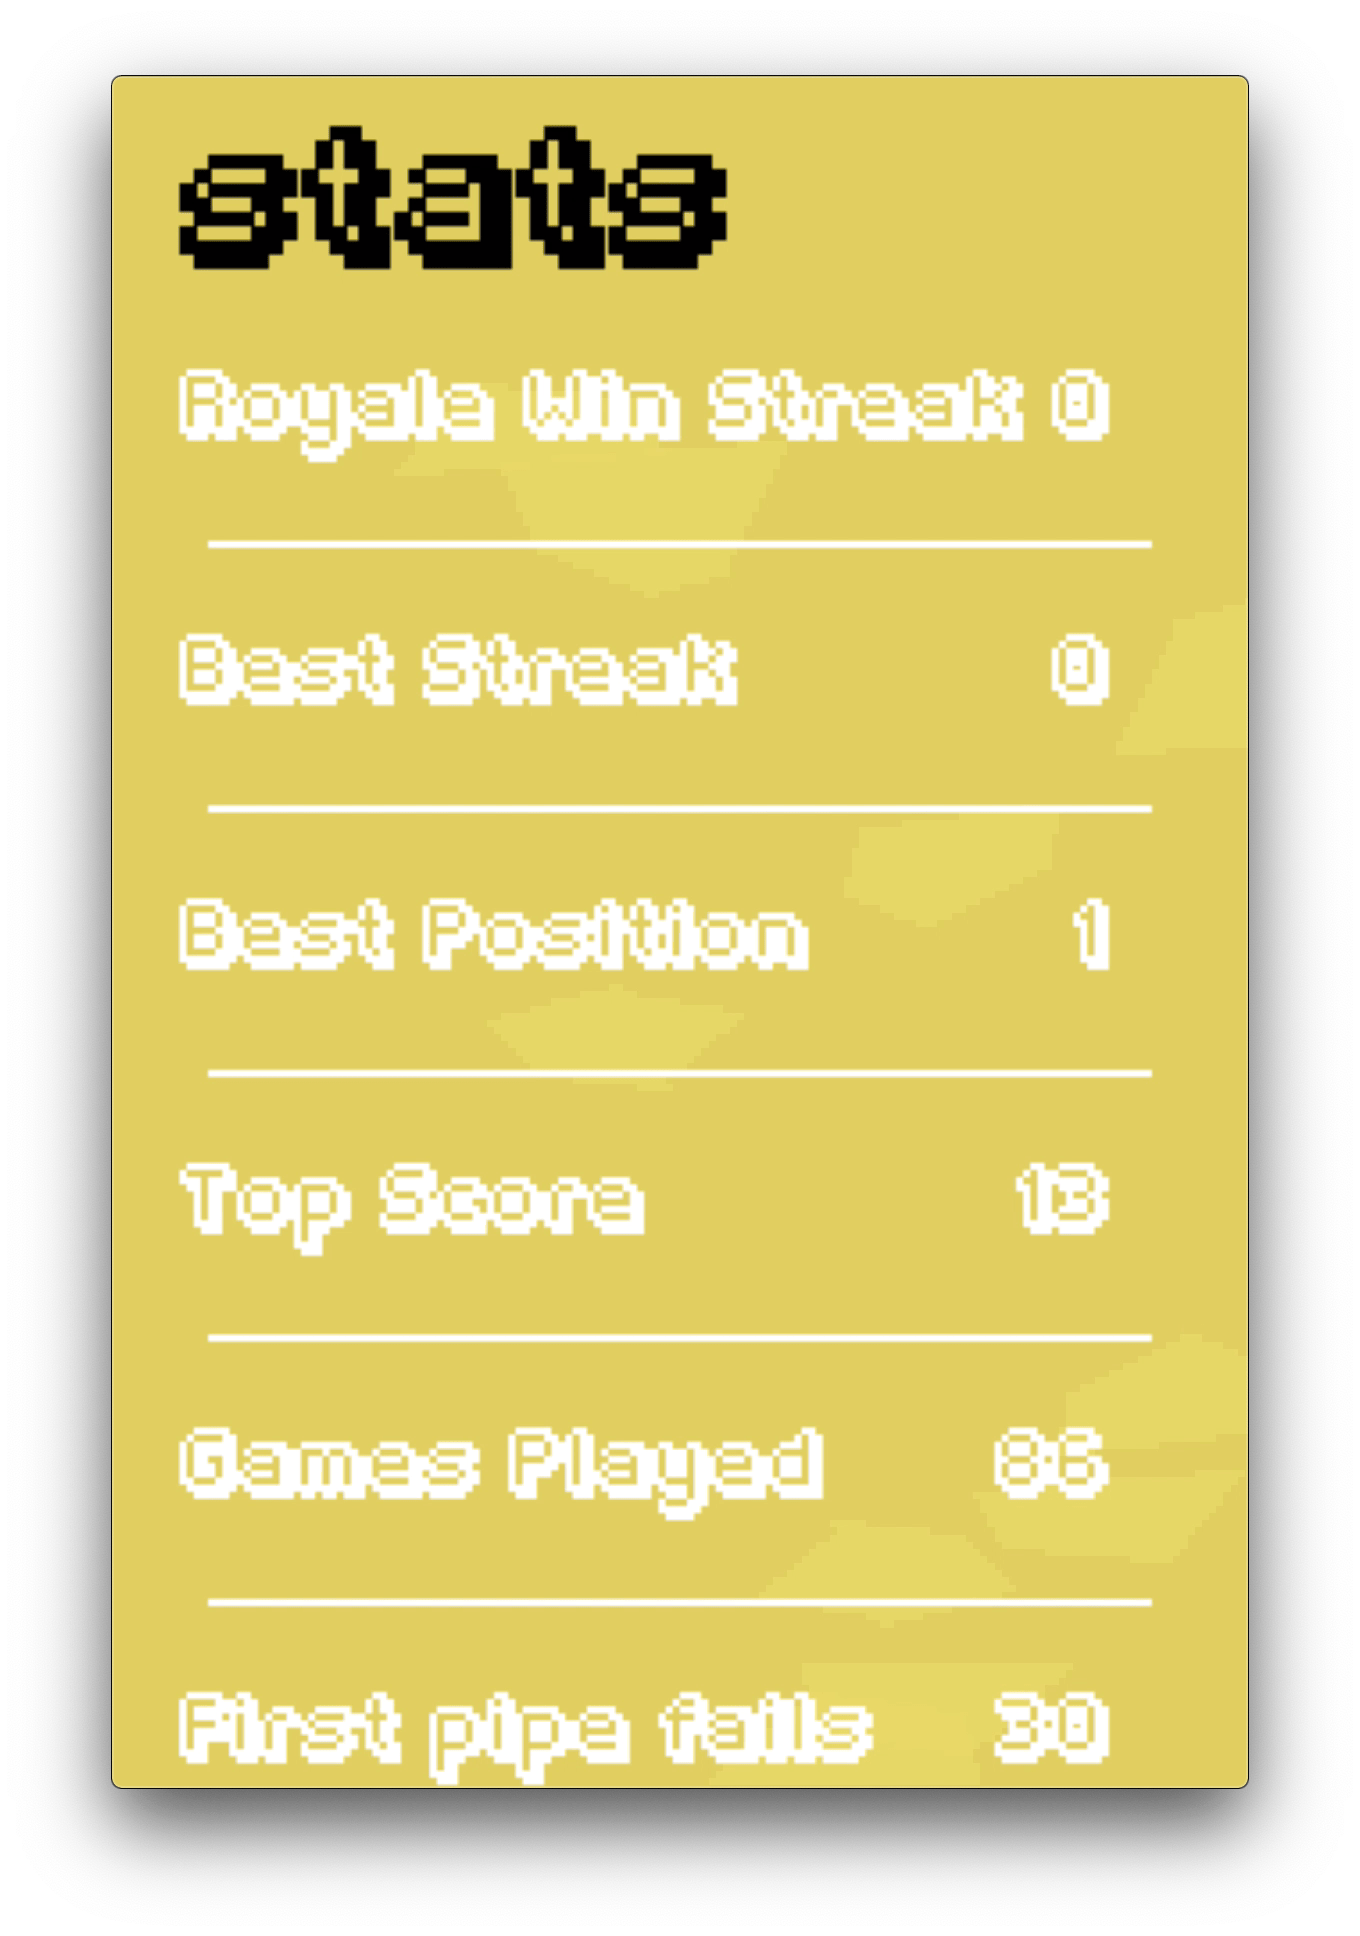 stats
Royale Win Streak 0
Best Streak 0
Best Position 1
Top Score 13
Games Played 86
First pipe fails 30